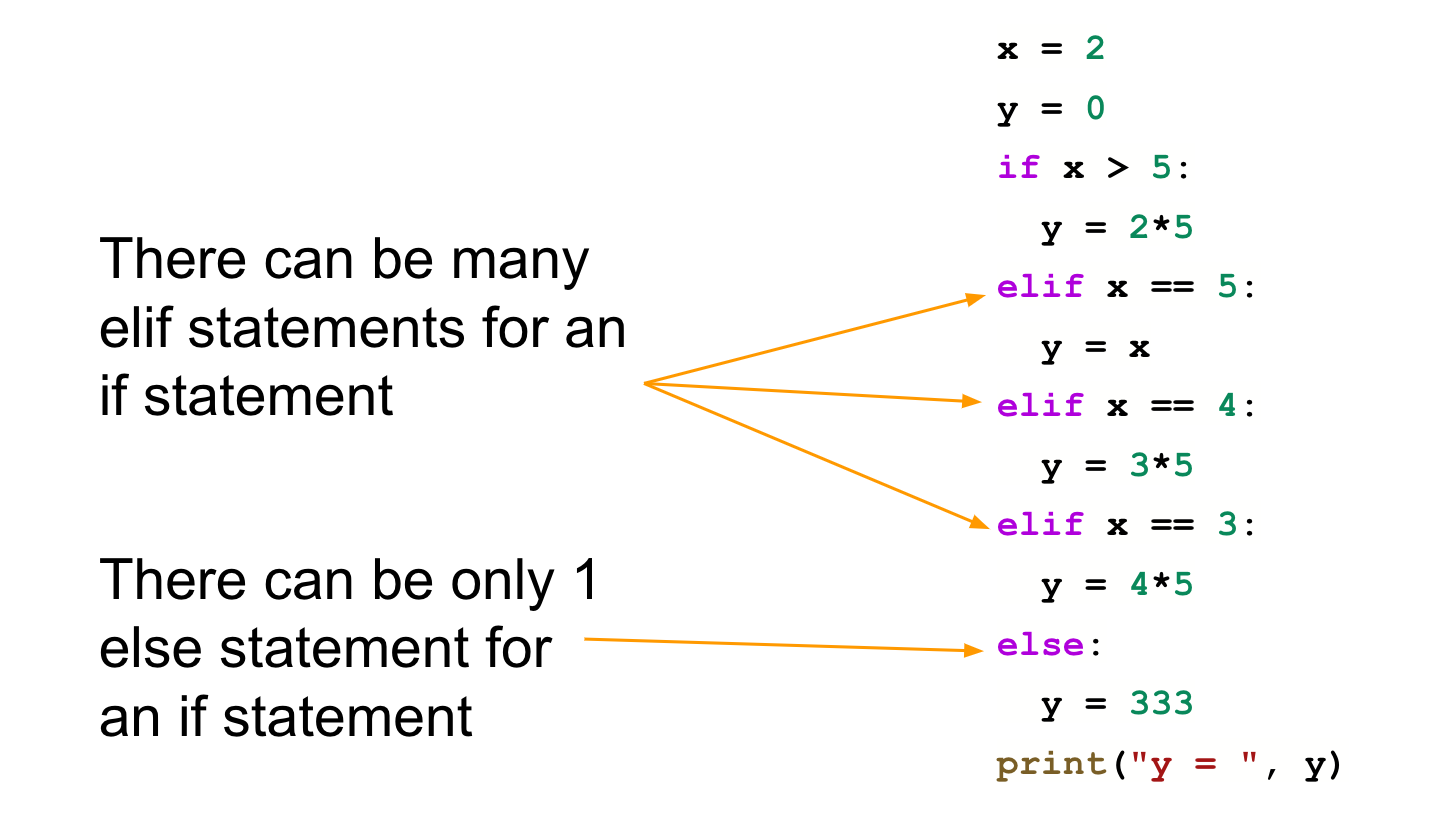 There can be many
elif statements for an
if statement
There can be only 1
else statement for
an if statement
x = 2
y = 0
if x > 5:
  y = 2*5
elif x == 5:
  y = x
elif x == 4:
  y = 3*5
elif x == 3:
  y = 4*5
else:
  y = 333
print("y = ", y)